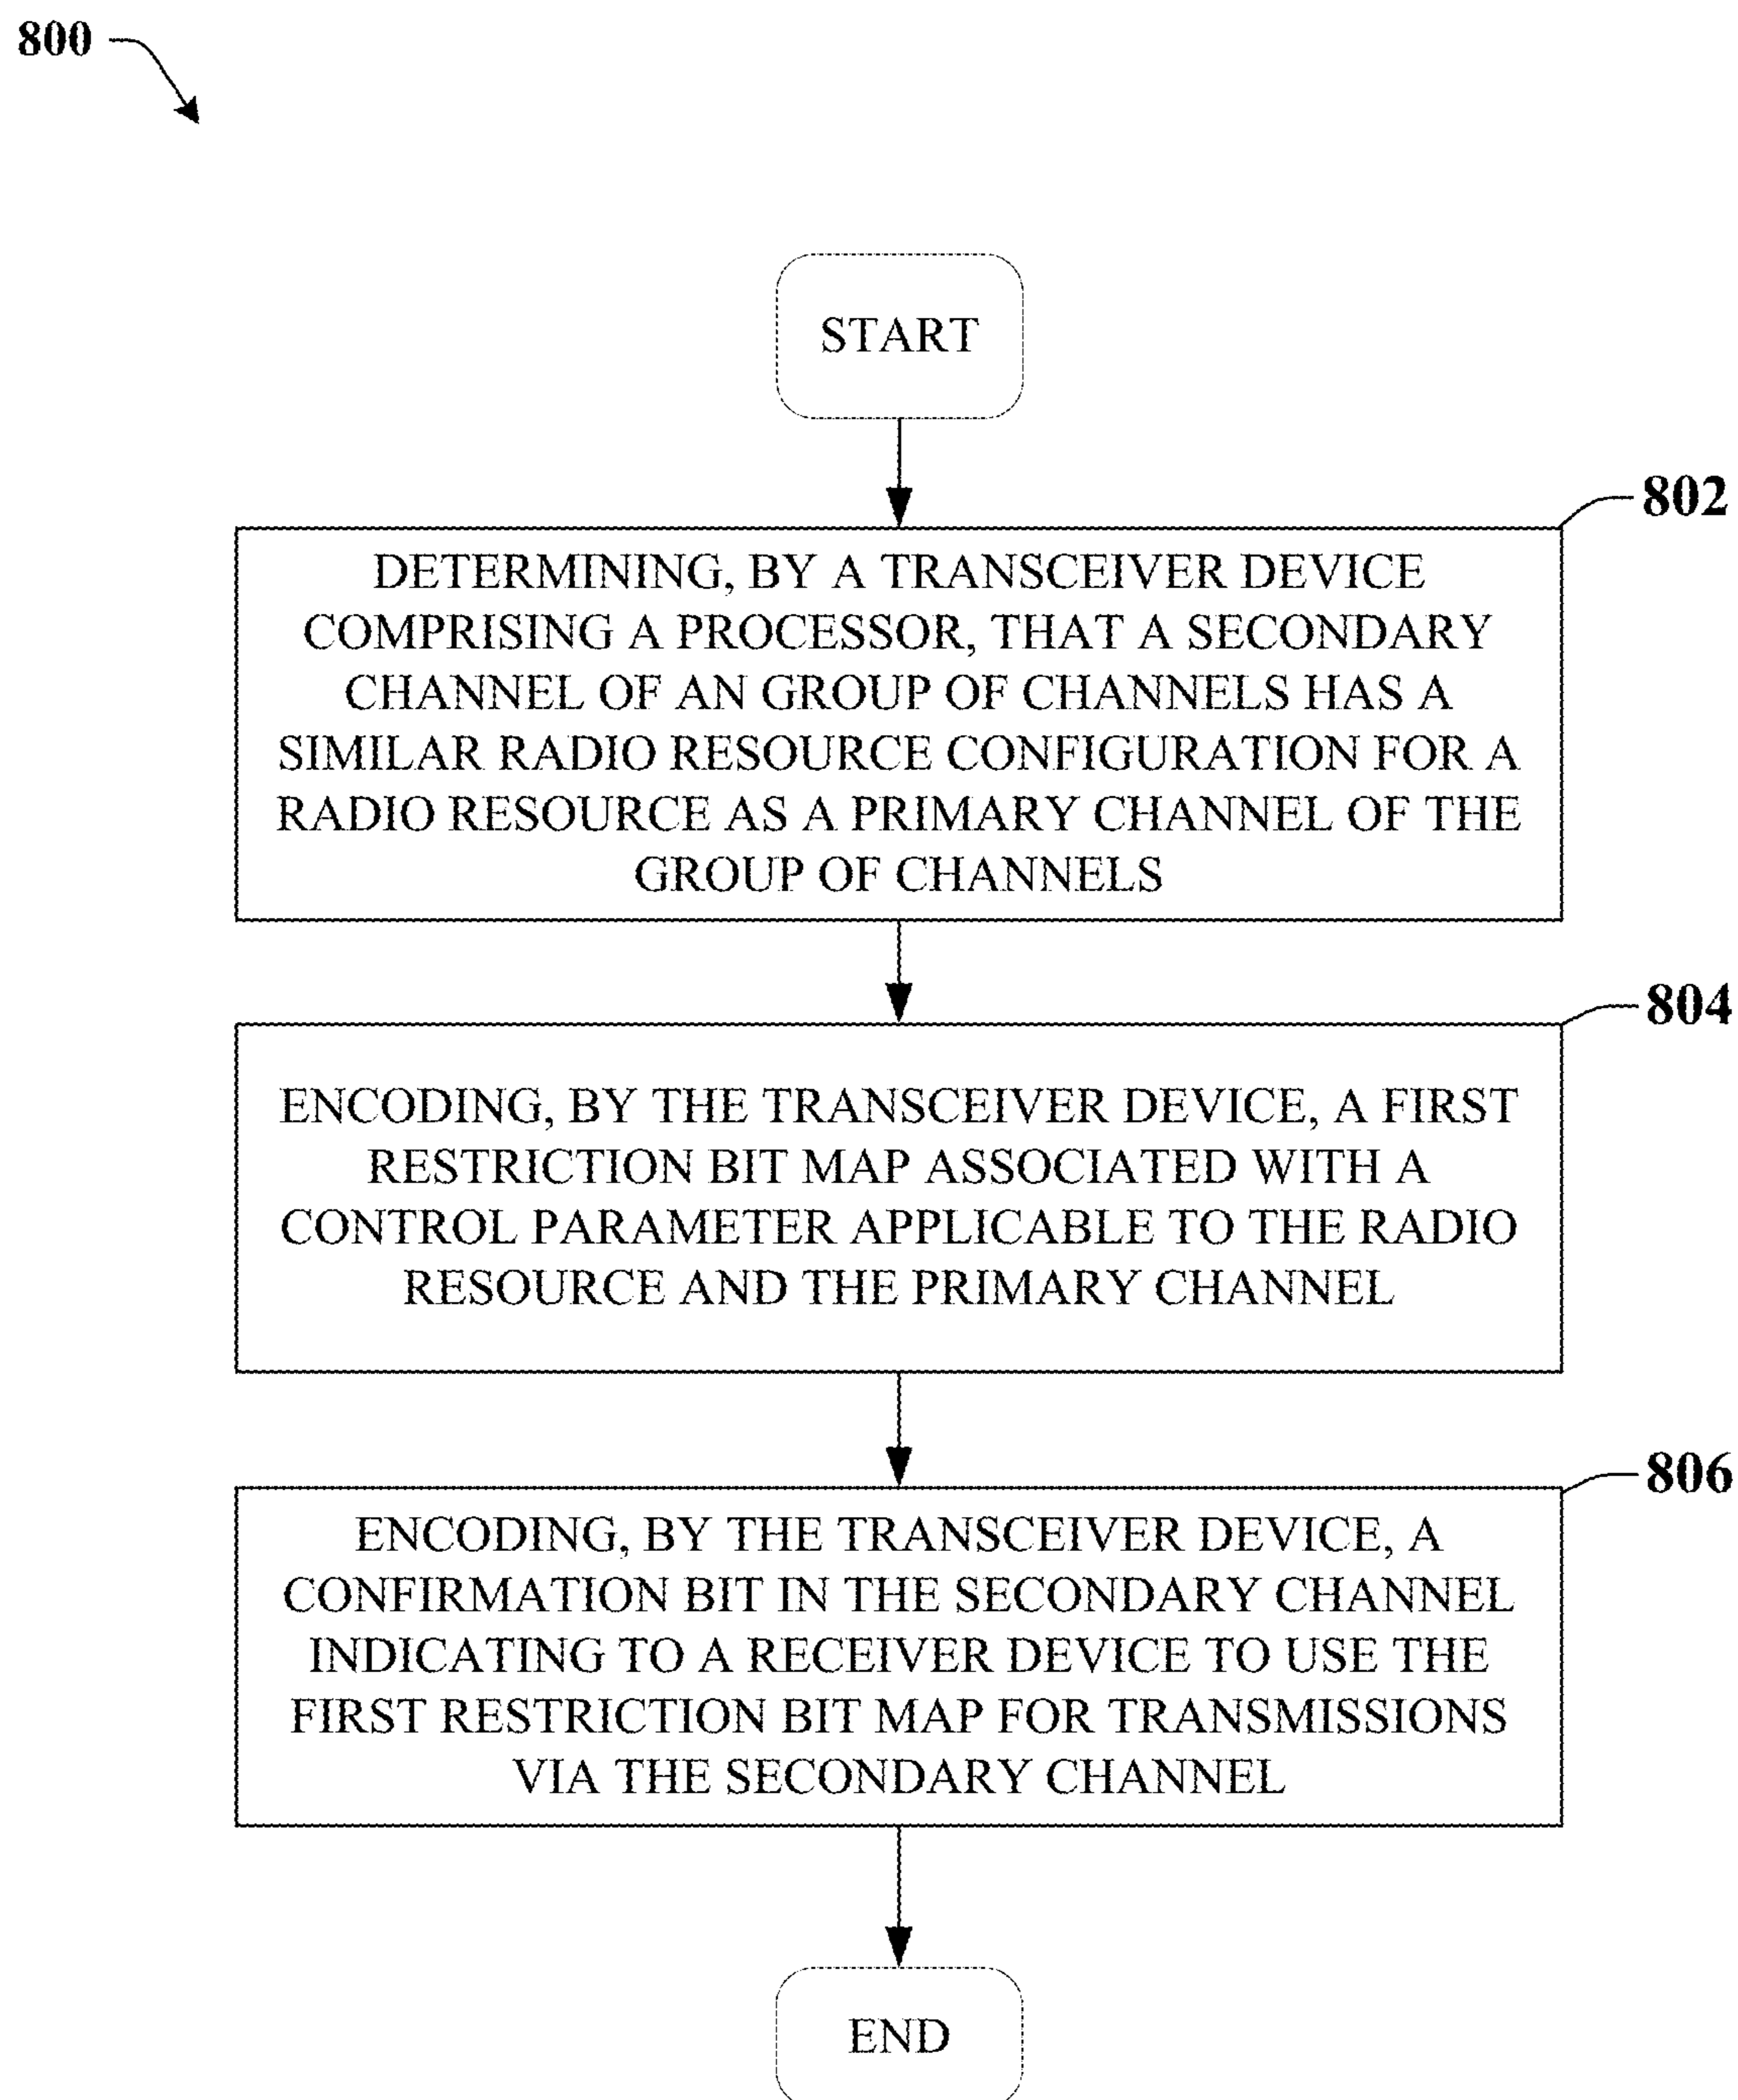 800
START
802
DETERMINING, BY A TRANSCEIVER DEVICE
COMPRISING A PROCESSOR, THAT A SECONDARY
CHANNEL OF AN GROUP OF CHANNELS HAS A
SIMILAR RADIO RESOURCE CONFIGURATION FOR A
RADIO RESOURCE AS A PRIMARY CHANNEL OF THE
GROUP OF CHANNELS
804
ENCODING, BY THE TRANSCEIVER DEVICE, A FIRST
RESTRICTION BIT MAP ASSOCIATED WITH A
CONTROL PARAMETER APPLICABLE TO THE RADIO
RESOURCE AND THE PRIMARY CHANNEL
806
ENCODING, BY THE TRANSCEIVER DEVICE, A
CONFIRMATION BIT IN THE SECONDARY CHANNEL
INDICATING TO A RECEIVER DEVICE TO USE THE
FIRST RESTRICTION BIT MAP FOR TRANSMISSIONS
VIA THE SECONDARY CHANNEL
END